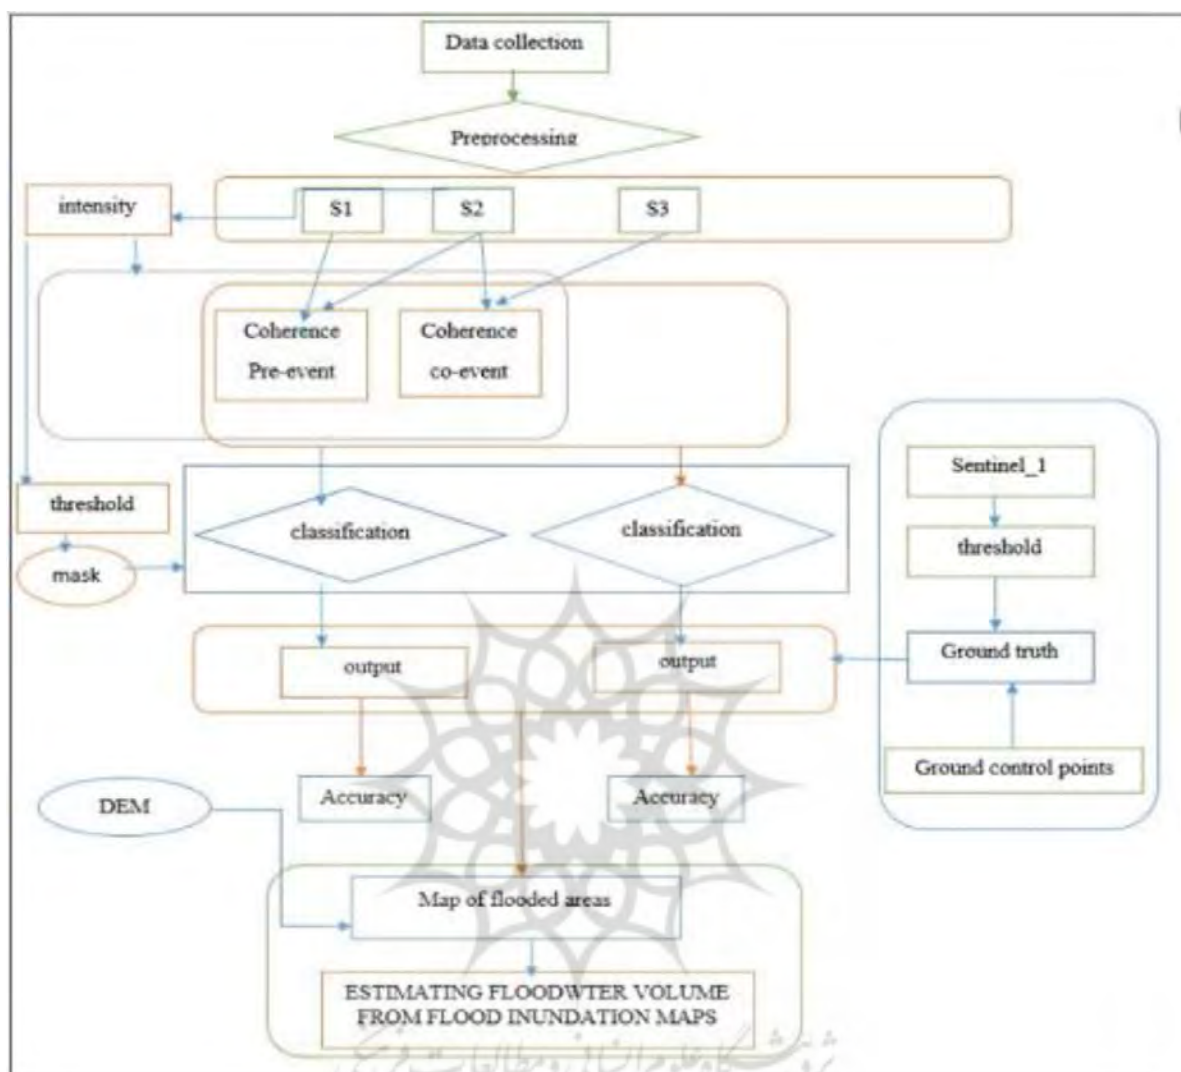 Data collection
Preprocessing
intensity
S1
S2
S3
Coherence
Pre-event
Coherence
co-event
Sentinel_1
threshold
classification
classification
threshold
mask
output
output
Ground truth
Ground control points
DEM
Accuracy
Accuracy
Map of flooded areas
ESTIMATING FLOODWTER VOLUME
FROM FLOOD INUNDATION MAPS